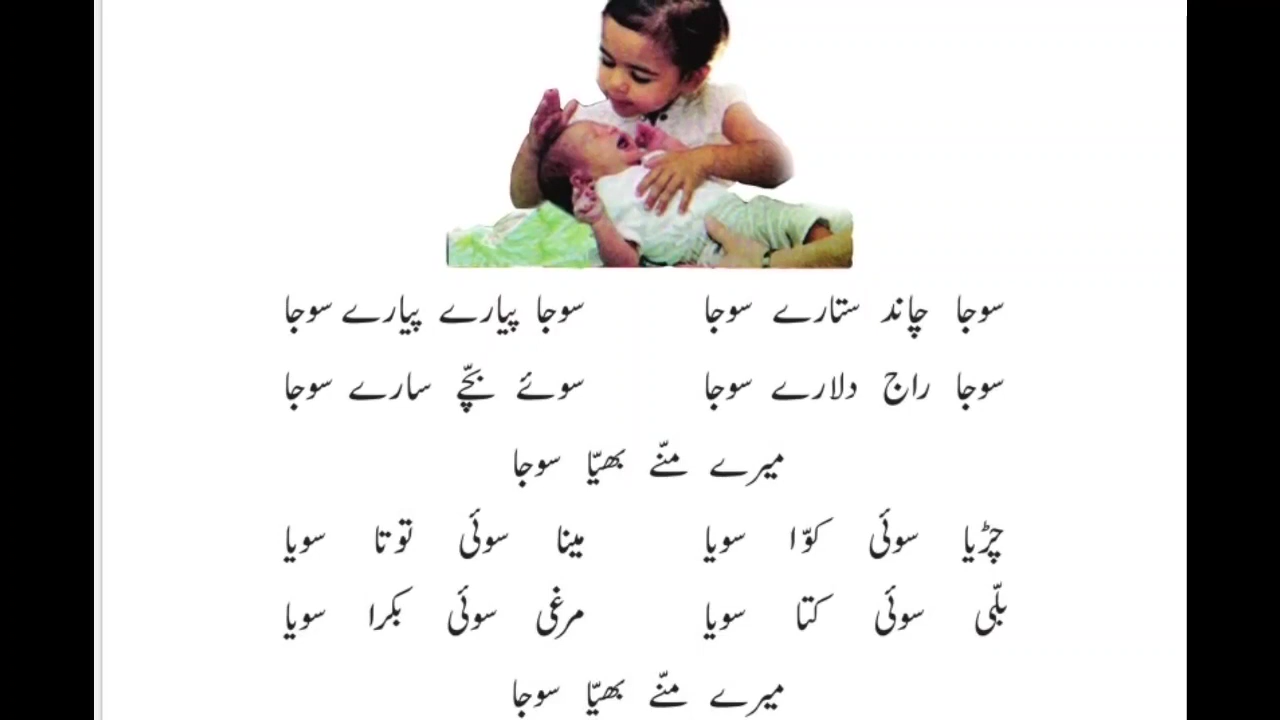 سوجا چاند ستارے سوجا سوجا پیارے پیارے سوجا
سوجا راج دلارے سوجا سوئے بچّے سارے سوجا
میرے منّے بھیّا سوجا
چڑیا سوئی کوّا سویا مینا سوئی توتا سویا
بلّی سوئی کتا سویا مرغی سوئی بکرا سویا
میرے منّے بھیّا سوجا